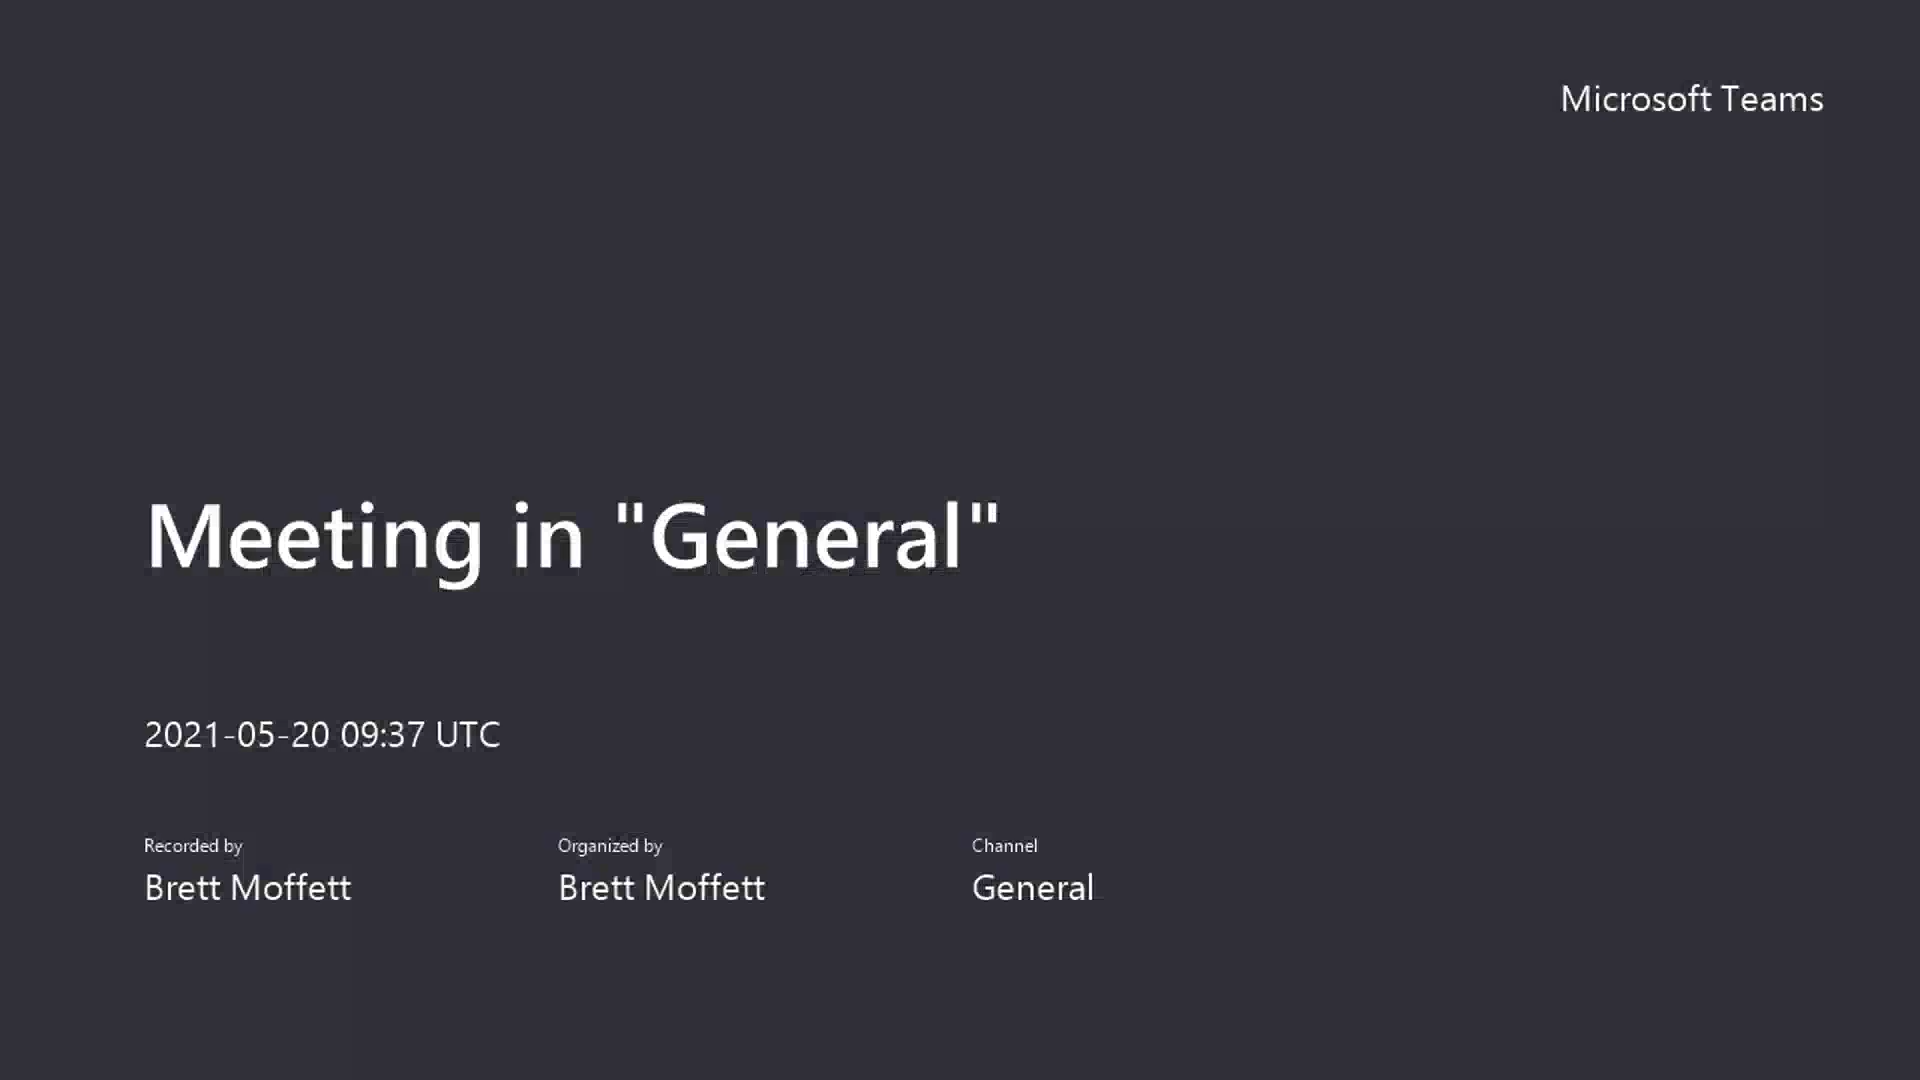 Microsoft Teams
Meeting in "General"
2021-05-20 09:37 UTC
Recorded by
Brett Moffett
Organized by
Brett Moffett
Channel
General